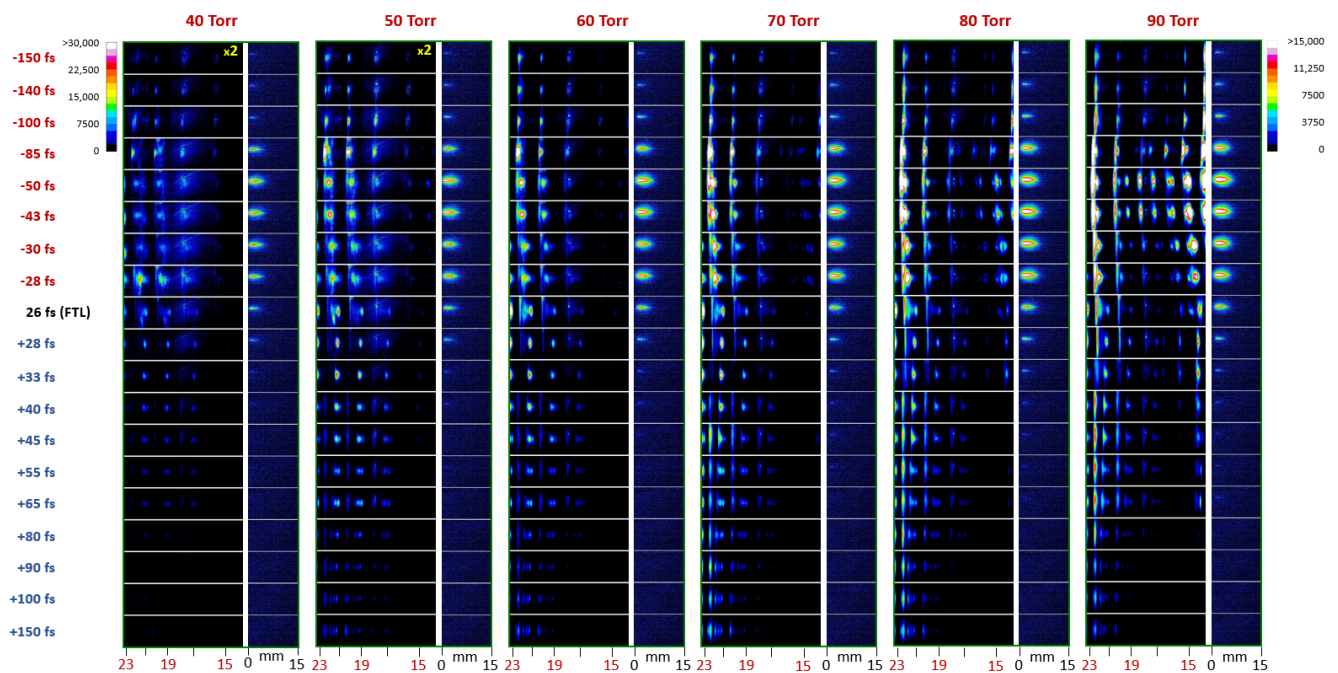 40 Torr 50 Torr 60 Torr 70 Torr 80 Torr 90 Torr
>30,000
22,500
15,000
7500
0
x2
x2
>15,000
11,250
7500
3750
0
-150 fs
-140 fs
-100 fs
-85 fs
-50 fs
-43 fs
-30 fs
-28 fs
26 fs (FTL)
+28 fs
+33 fs
+40 fs
+45 fs
+55 fs
+65 fs
+80 fs
+90 fs
+100 fs
+150 fs
23 19 15 0 mm 15 23 19 15 0 mm 15 23 19 15 0 mm 15 23 19 15 0 mm 15 23 19 15 0 mm 15 23 19 15 0 mm 15